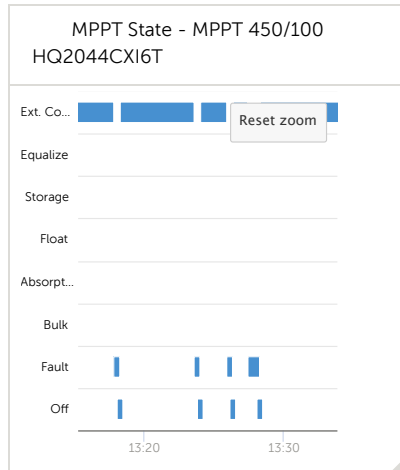 MPPT State - MPPT 450/100
HQ2044CXI6T
Ext. Co...
Reset zoom
Equalize
Storage
Float
Absorpt...
Bulk
Fault
Off
13:20 13:30